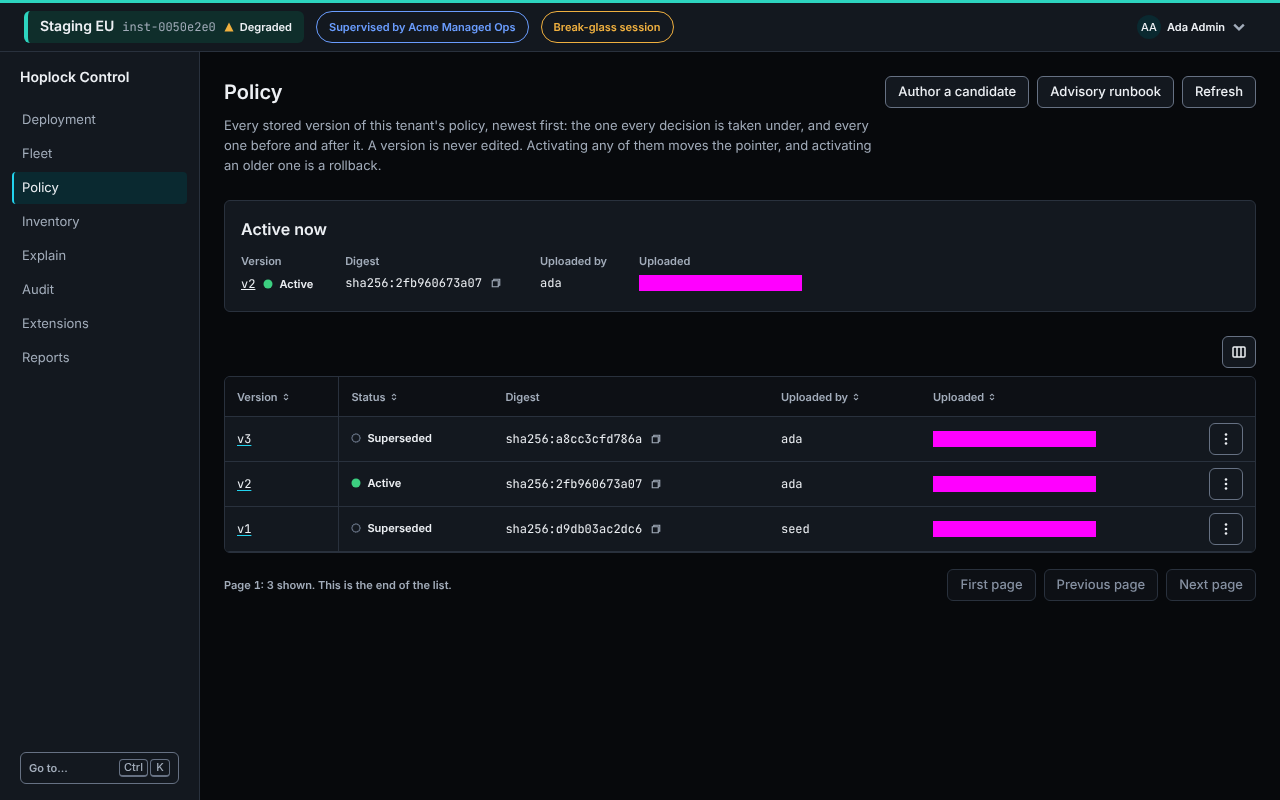 Staging EU inst-0050e2e0 Degraded
Supervised by Acme Managed Ops
Break-glass session
AA Ada Admin
Hoplock Control
Deployment
Fleet
Policy
Inventory
Explain
Audit
Extensions
Reports
Go to... Ctrl K
Policy
Author a candidate
Advisory runbook
Refresh
Every stored version of this tenant's policy, newest first: the one every decision is taken under, and every
one before and after it. A version is never edited. Activating any of them moves the pointer, and activating
an older one is a rollback.
Active now
Version Digest Uploaded by Uploaded
v2 Active sha256:2fb960673a07 ada
Version Status Digest Uploaded by Uploaded
v3 Superseded sha256:a8cc3cfd786a ada
v2 Active sha256:2fb960673a07 ada
v1 Superseded sha256:d9db03ac2dc6 seed
Page 1: 3 shown. This is the end of the list.
First page
Previous page
Next page